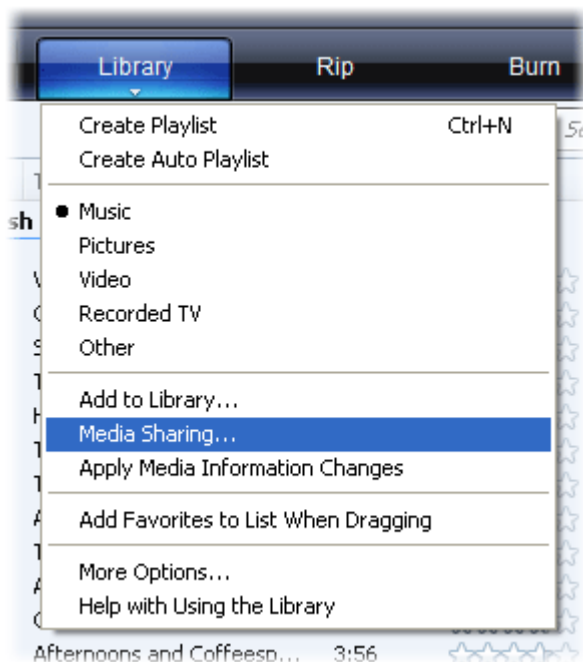 Library Rip Burn
Create Playlist Ctrl+N
Create Auto Playlist
Music
Pictures
Video
Recorded TV
Other
Add to Library...
Media Sharing...
Apply Media Information Changes
Add Favorites to List When Dragging
More Options...
Help with Using the Library
Afternoons and Coffeesp... 3:56